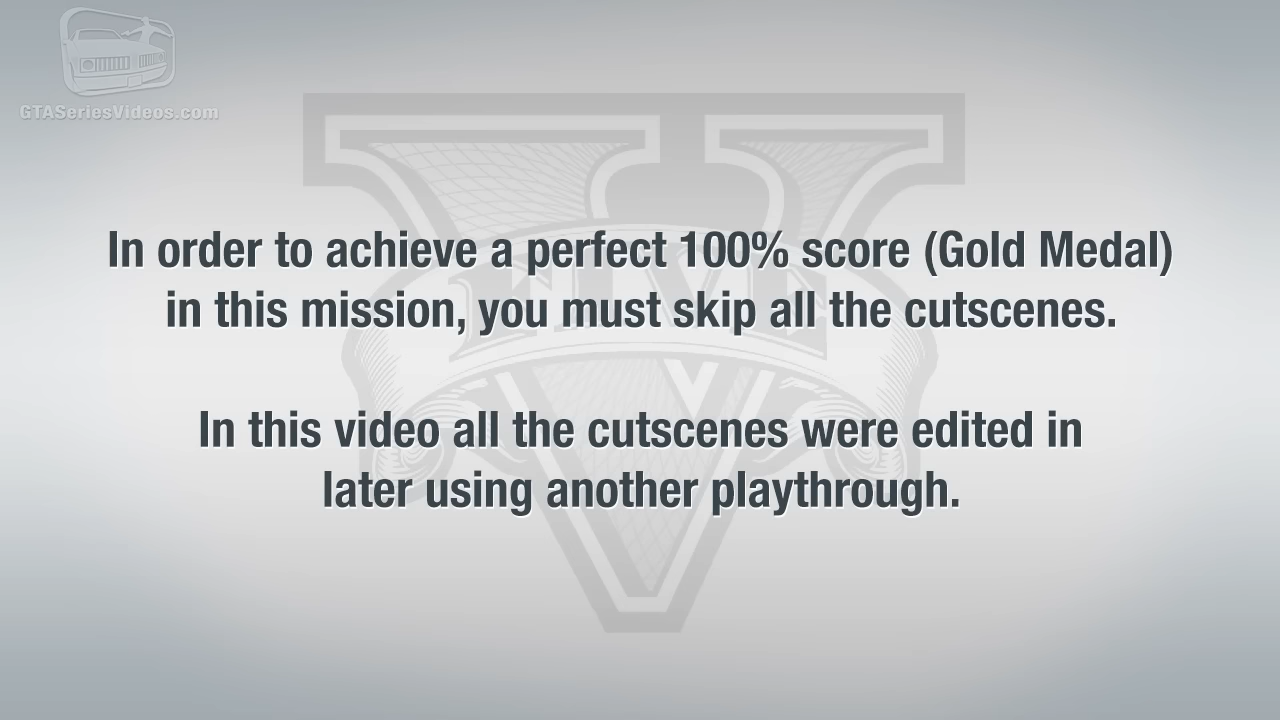 GTASeriesVideos.com
In order to achieve a perfect 100% score (Gold Medal)
in this mission, you must skip all the cutscenes.
FIVE
In this video all the cutscenes were edited in
later using another playthrough.